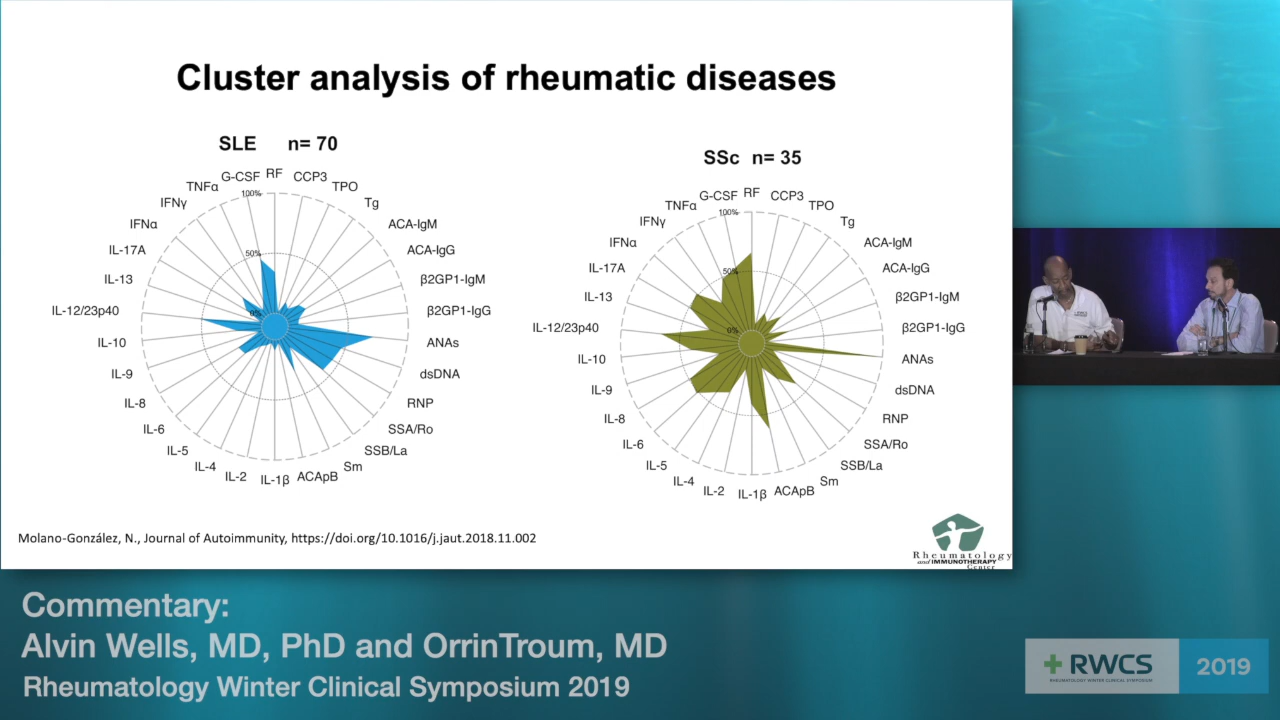 Cluster analysis of rheumatic diseases
SLE n= 70
RF
CCP3
TPO
Tg
ACA-IgM
ACA-IgG
β2GP1-IgM
β2GP1-IgG
ANAs
dsDNA
RNP
SSA/Ro
SSB/La
Sm
ACApB
IL-1β
IL-2
IL-4
IL-5
IL-6
IL-8
IL-9
IL-10
IL-12/23p40
IL-13
IL-17A
IFNα
IFNγ
TNFα
G-CSF
100%
50%
0%
SSc n= 35
RF
CCP3
TPO
Tg
ACA-IgM
ACA-IgG
β2GP1-IgM
β2GP1-IgG
ANAs
dsDNA
RNP
SSA/Ro
SSB/La
Sm
ACApB
IL-1β
IL-2
IL-4
IL-5
IL-6
IL-8
IL-9
IL-10
IL-12/23p40
IL-13
IL-17A
IFNα
IFNγ
TNFα
G-CSF
100%
50%
0%
Molano-González, N., Journal of Autoimmunity, https://doi.org/10.1016/j.jaut.2018.11.002
Rheumatology
and IMMUNOTHERAPY
Center
Commentary:
Alvin Wells, MD, PhD and OrrinTroum, MD
Rheumatology Winter Clinical Symposium 2019
RWCS
RHEUMATOLOGY WINTER CLINICAL SYMPOSIUM
2019